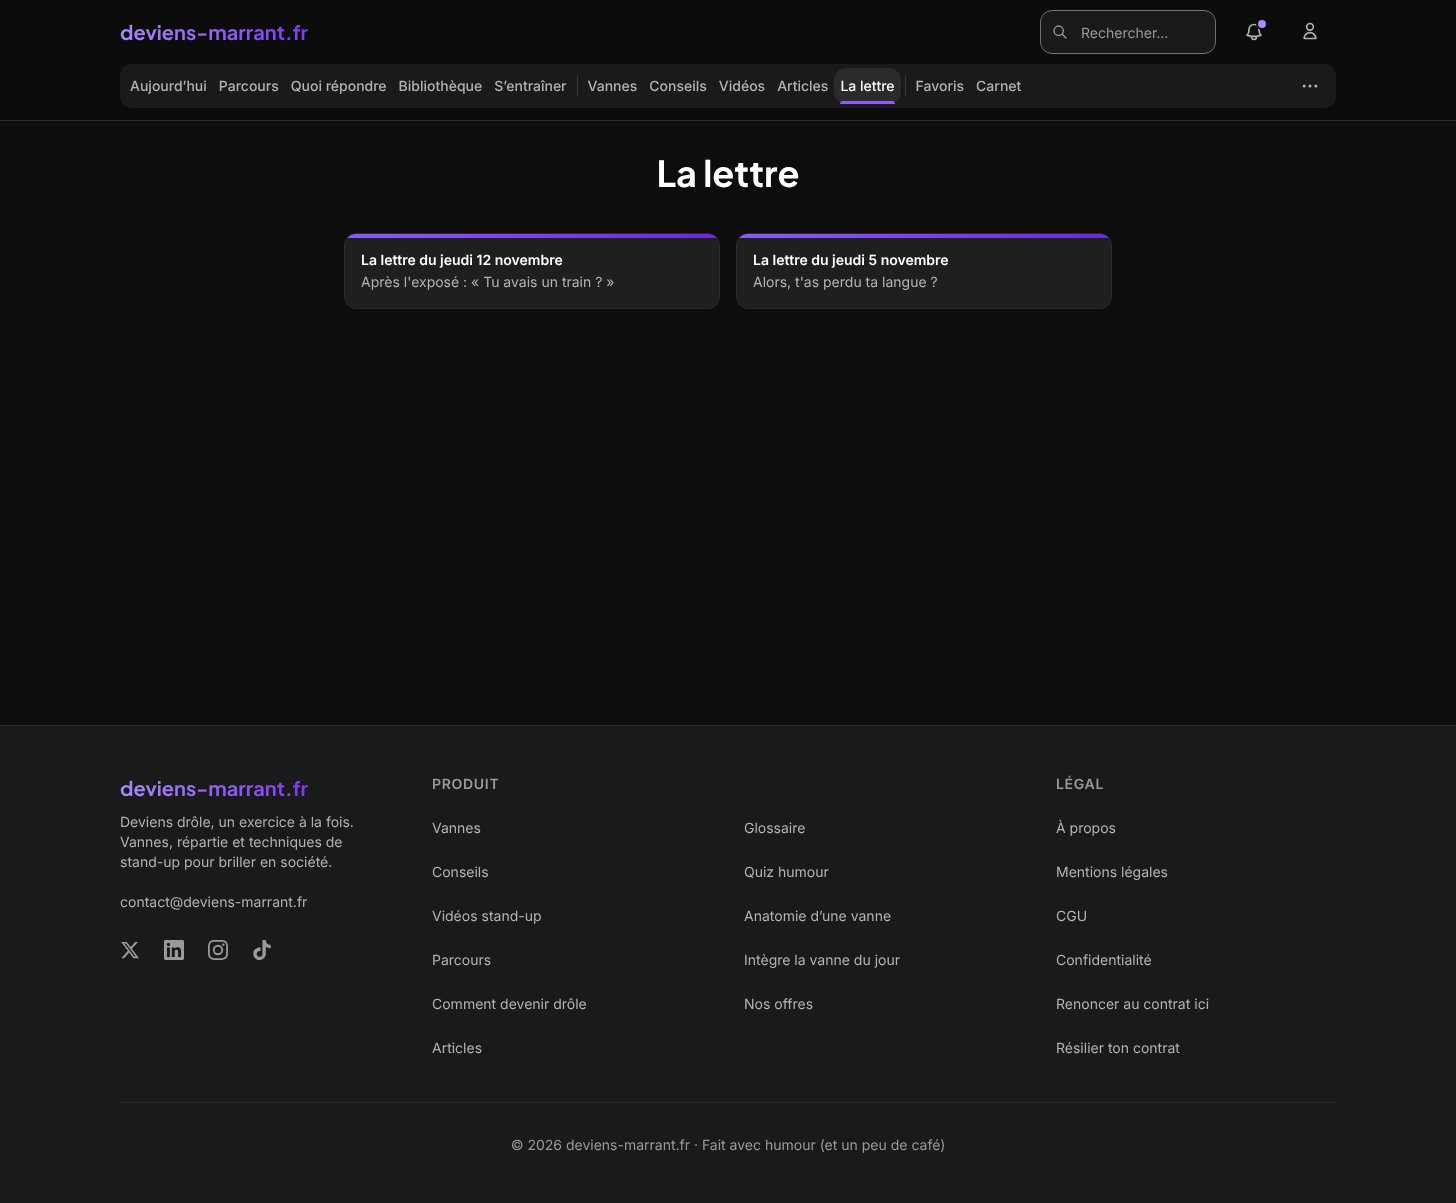 deviens-marrant.fr
Rechercher...
Aujourd’hui Parcours Quoi répondre Bibliothèque S’entraîner Vannes Conseils Vidéos Articles La lettre Favoris Carnet
La lettre
La lettre du jeudi 12 novembre
Après l'exposé : « Tu avais un train ? »
La lettre du jeudi 5 novembre
Alors, t'as perdu ta langue ?
deviens-marrant.fr
Deviens drôle, un exercice à la fois.
Vannes, répartie et techniques de
stand-up pour briller en société.
contact@deviens-marrant.fr
PRODUIT
Vannes
Conseils
Vidéos stand-up
Parcours
Comment devenir drôle
Articles
Glossaire
Quiz humour
Anatomie d’une vanne
Intègre la vanne du jour
Nos offres
LÉGAL
À propos
Mentions légales
CGU
Confidentialité
Renoncer au contrat ici
Résilier ton contrat
© 2026 deviens-marrant.fr · Fait avec humour (et un peu de café)